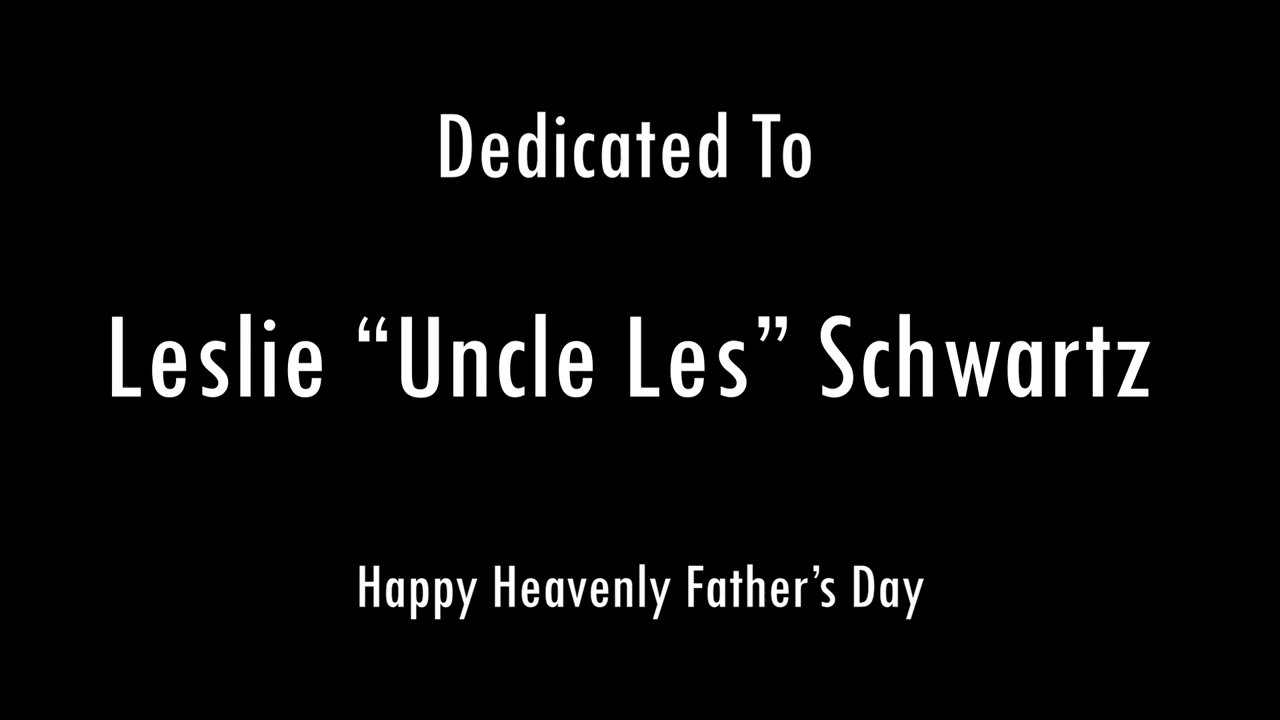 Dedicated To
Leslie “Uncle Les” Schwartz
Happy Heavenly Father’s Day